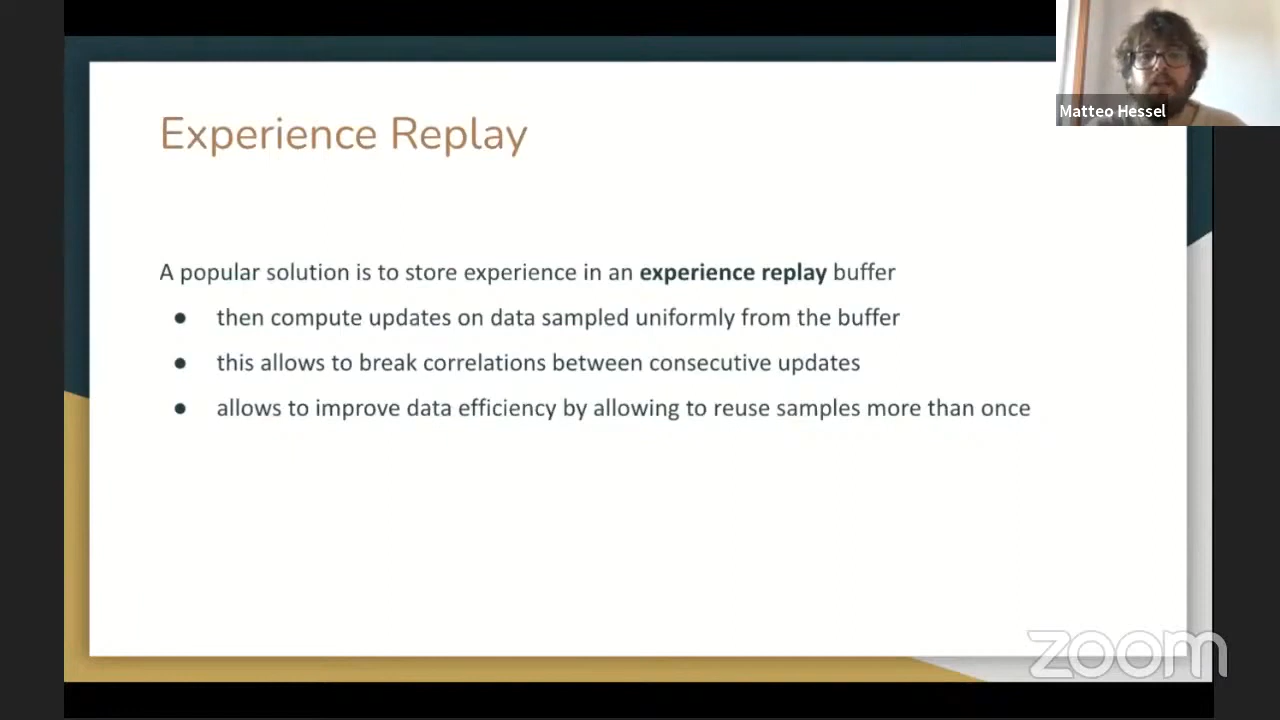 Matteo Hessel
Experience Replay
A popular solution is to store experience in an experience replay buffer
● then compute updates on data sampled uniformly from the buffer
● this allows to break correlations between consecutive updates
● allows to improve data efficiency by allowing to reuse samples more than once
zoom